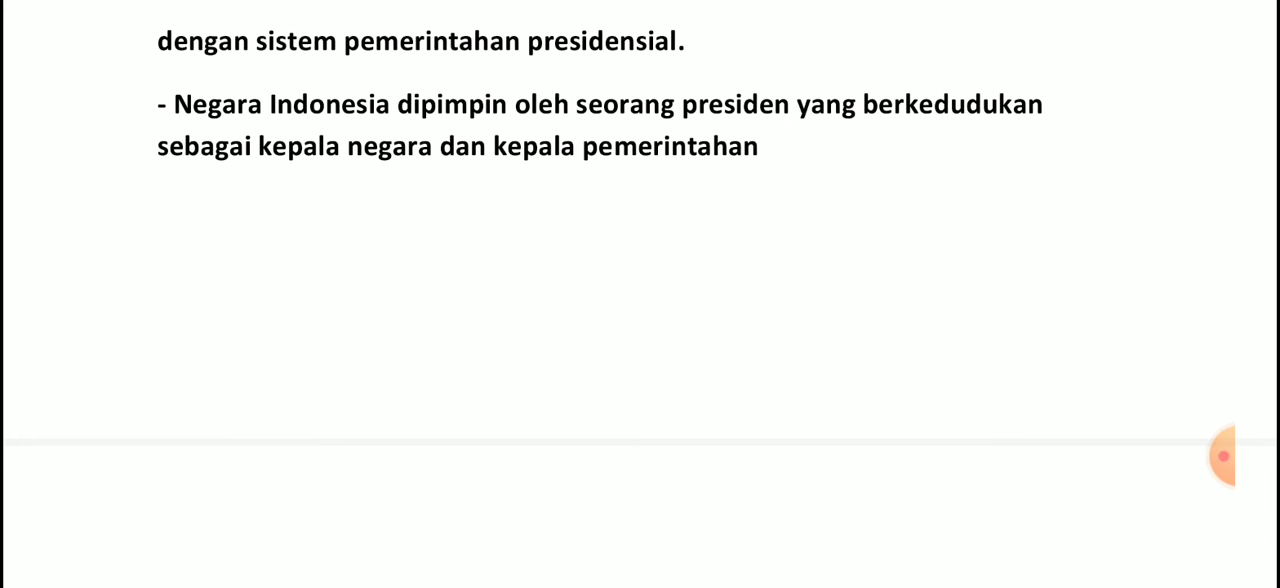 dengan sistem pemerintahan presidensial.
- Negara Indonesia dipimpin oleh seorang presiden yang berkedudukan
sebagai kepala negara dan kepala pemerintahan